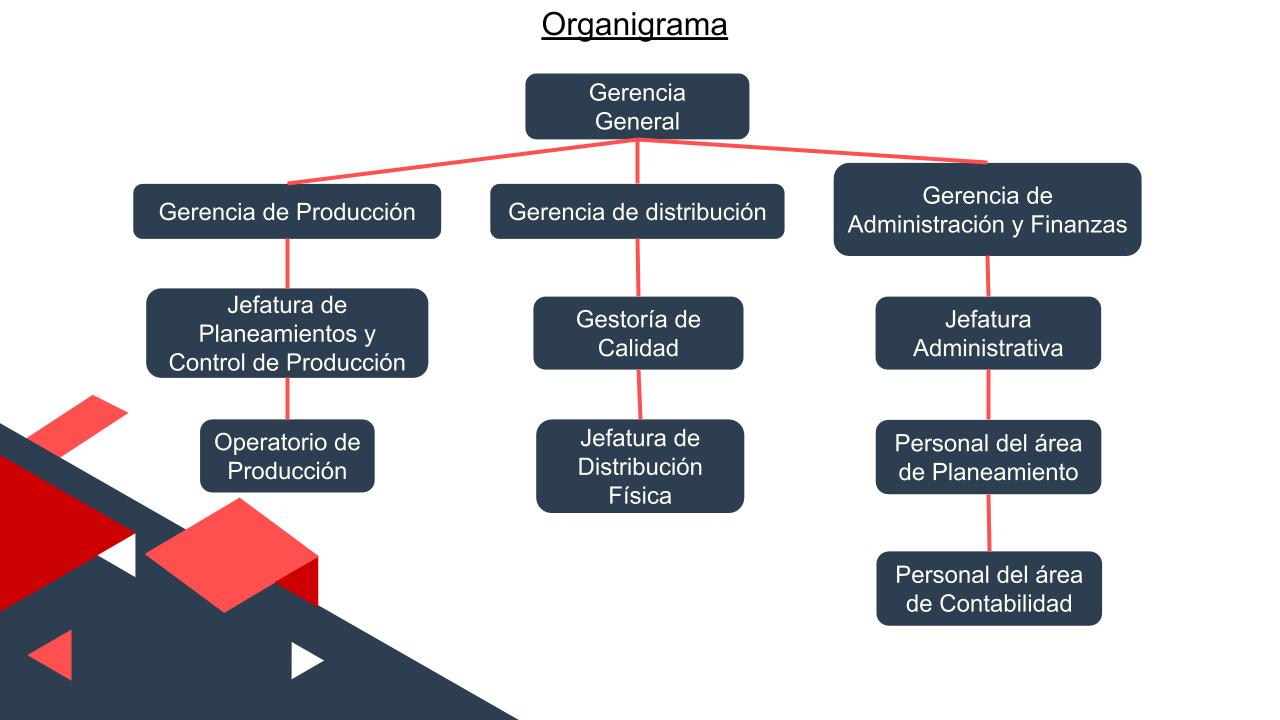 Organigrama
Gerencia
General
Gerencia de Producción
Gerencia de distribución
Gerencia de
Administración y Finanzas
Jefatura de
Planeamientos y
Control de Producción
Gestoría de
Calidad
Jefatura
Administrativa
Operatorio de
Producción
Jefatura de
Distribución
Física
Personal del área
de Planeamiento
Personal del área
de Contabilidad